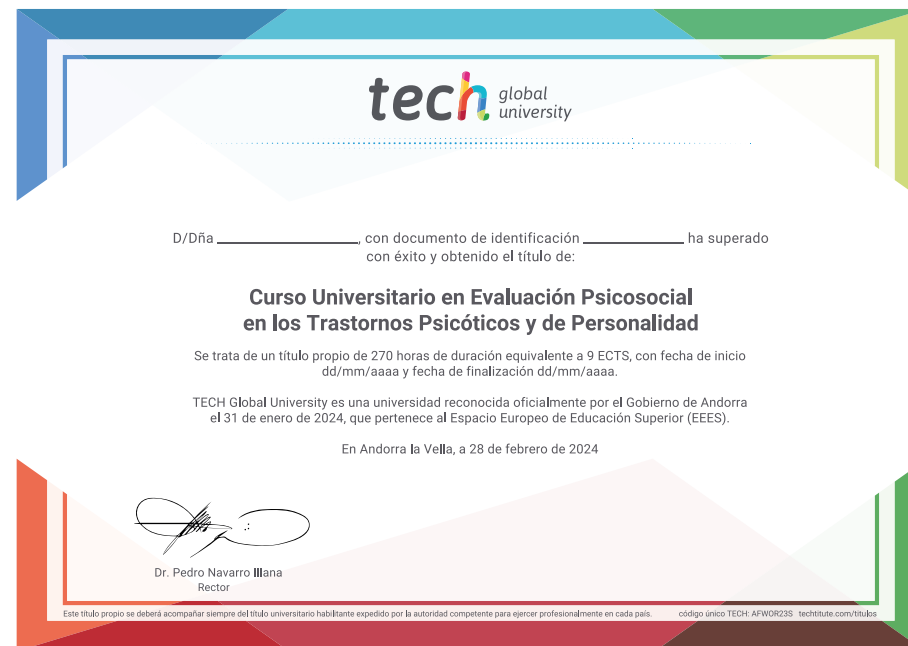 tech global university
D/Dña ______________, con documento de identificación __________ ha superado
con éxito y obtenido el título de:
Curso Universitario en Evaluación Psicosocial
en los Trastornos Psicóticos y de Personalidad
Se trata de un título propio de 270 horas de duración equivalente a 9 ECTS, con fecha de inicio
dd/mm/aaaa y fecha de finalización dd/mm/aaaa.
TECH Global University es una universidad reconocida oficialmente por el Gobierno de Andorra
el 31 de enero de 2024, que pertenece al Espacio Europeo de Educación Superior (EEES).
En Andorra la Vella, a 28 de febrero de 2024
Dr. Pedro Navarro Illana
Rector
Este título propio se deberá acompañar siempre del título universitario habilitante expedido por la autoridad competente para ejercer profesionalmente en cada país. código único TECH: AFWOR23S techtitute.com/titulos